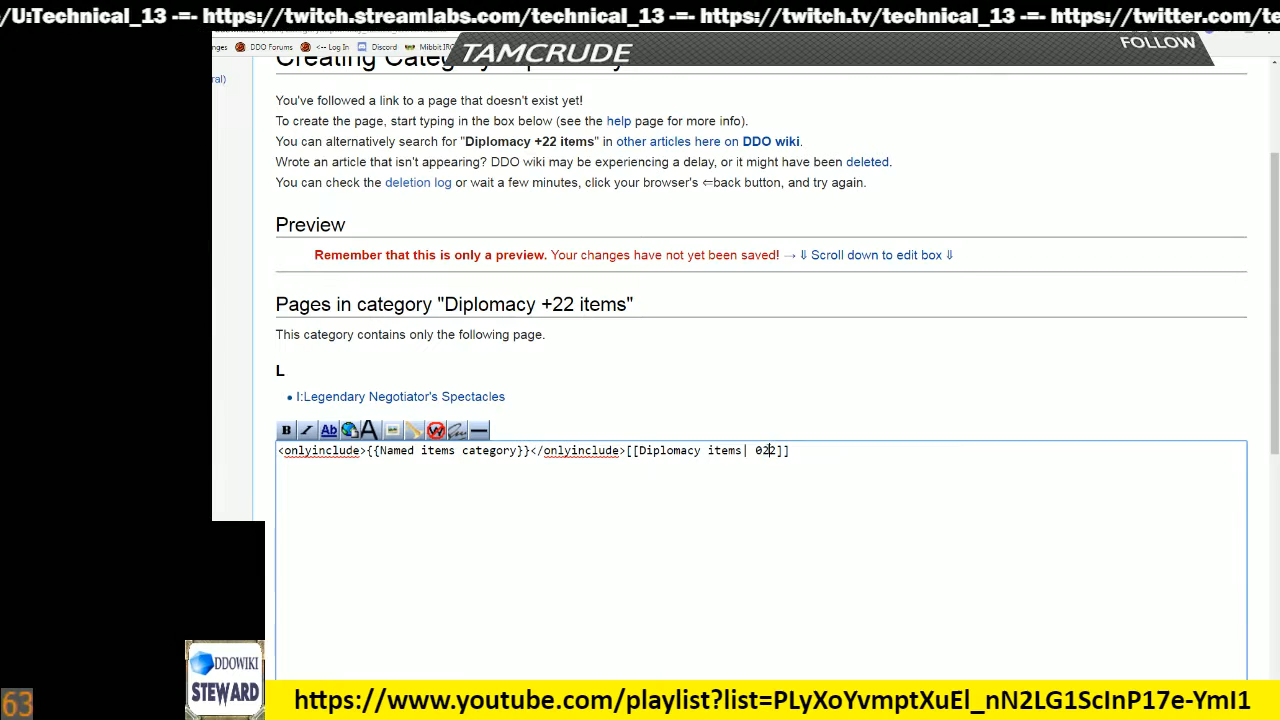 /U:Technical_13 -=- https://twitch.streamlabs.com/technical_13 -=- https://twitch.tv/technical_13 -=- https://twitter.com/te
nges DDO Forums <-- Log In Discord Mibbit IRC
TAMCRUDE
FOLLOW
ral)
You've followed a link to a page that doesn't exist yet!
To create the page, start typing in the box below (see the help page for more info).
You can alternatively search for "Diplomacy +22 items" in other articles here on DDO wiki.
Wrote an article that isn't appearing? DDO wiki may be experiencing a delay, or it might have been deleted.
You can check the deletion log or wait a few minutes, click your browser's ⇐back button, and try again.
Preview
Remember that this is only a preview. Your changes have not yet been saved! → ⇓ Scroll down to edit box ⇓
Pages in category "Diplomacy +22 items"
This category contains only the following page.
L
• I:Legendary Negotiator's Spectacles
B I Ab A W
<onlyinclude>{{Named items category}}</onlyinclude>[[Diplomacy items| 022]]
DDOWIKI
STEWARD
63
https://www.youtube.com/playlist?list=PLyXoYvmptXuEl_nN2LG1ScInP17e-YmI1